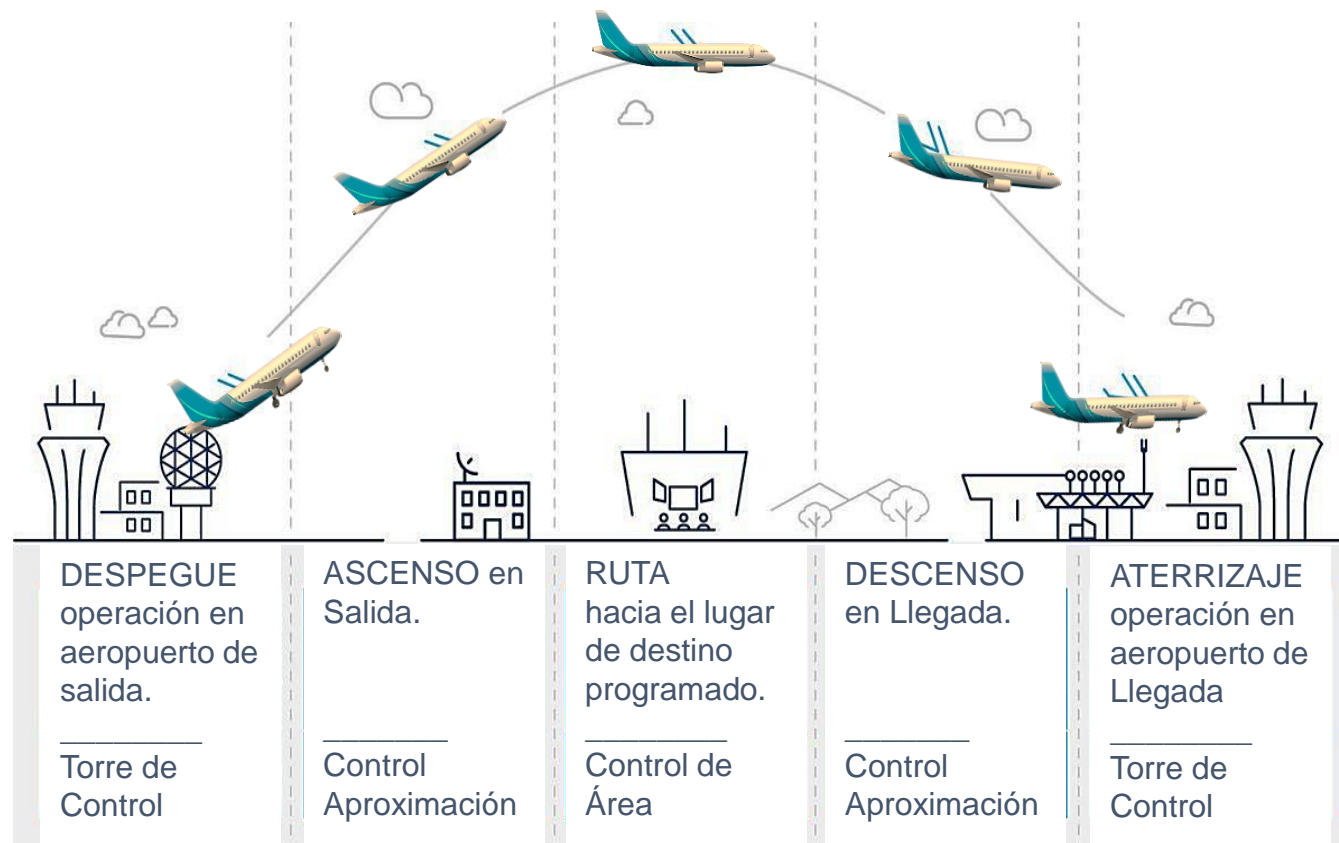 DESPEGUE
operación en
aeropuerto de
salida.
________
Torre de
Control
ASCENSO en
Salida.
_______
Control
Aproximación
RUTA
hacia el lugar
de destino
programado.
________
Control de
Área
DESCENSO
en Llegada.
_______
Control
Aproximación
ATERRIZAJE
operación en
aeropuerto de
Llegada
________
Torre de
Control